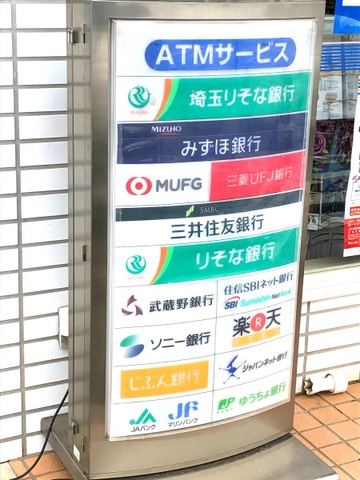 ATMサービス
埼玉りそな銀行
MIZUHO
みずほ銀行
MUFG 三菱UFJ銀行
SMBC
三井住友銀行
りそな銀行
武蔵野銀行
住信SBIネット銀行
SBI Sumishin Net Bank
ソニー銀行
楽R天
じぶん銀行
ジャパンネット銀行
JA
JAバンク
JF
マリンバンク
JP
ゆうちょ銀行